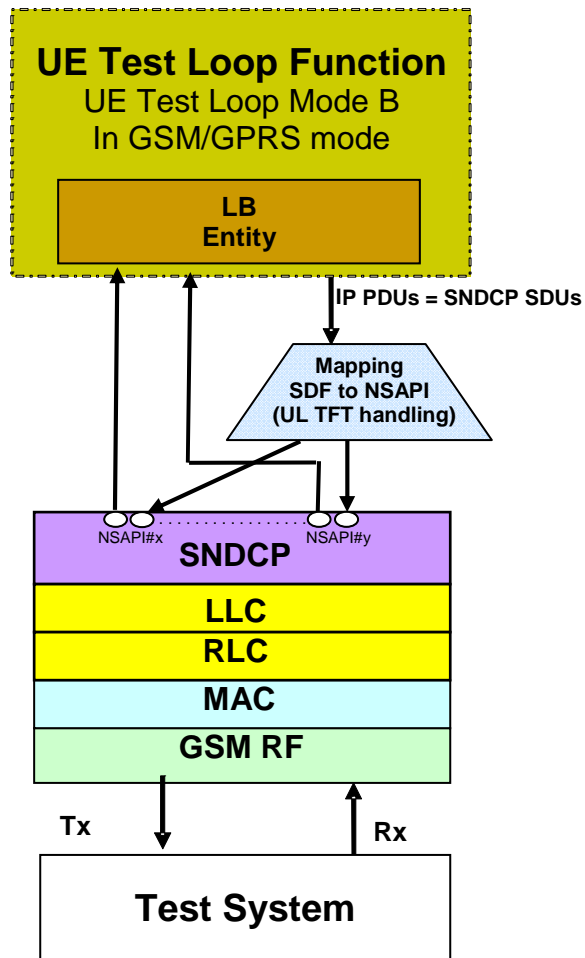 UE Test Loop Function
UE Test Loop Mode B
In GSM/GPRS mode
LB
Entity
IP PDUs = SNDCP SDUs
Mapping
SDF to NSAPI
(UL TFT handling)
NSAPI#x
NSAPI#y
SNDCP
LLC
RLC
MAC
GSM RF
Tx
Rx
Test System